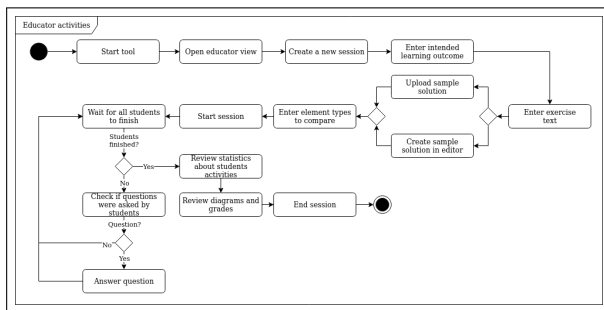 Educator activities
Start tool
Open educator view
Create a new session
Enter intended
learning outcome
Upload sample
solution
Wait for all students
to finish
Start session
Enter element types
to compare
Enter exercise
text
Create sample
solution in editor
Students
finished?
Yes
Review statistics
about students
activities
No
Check if questions
were asked by
students
Review diagrams and
grades
End session
Question?
No
Yes
Answer question